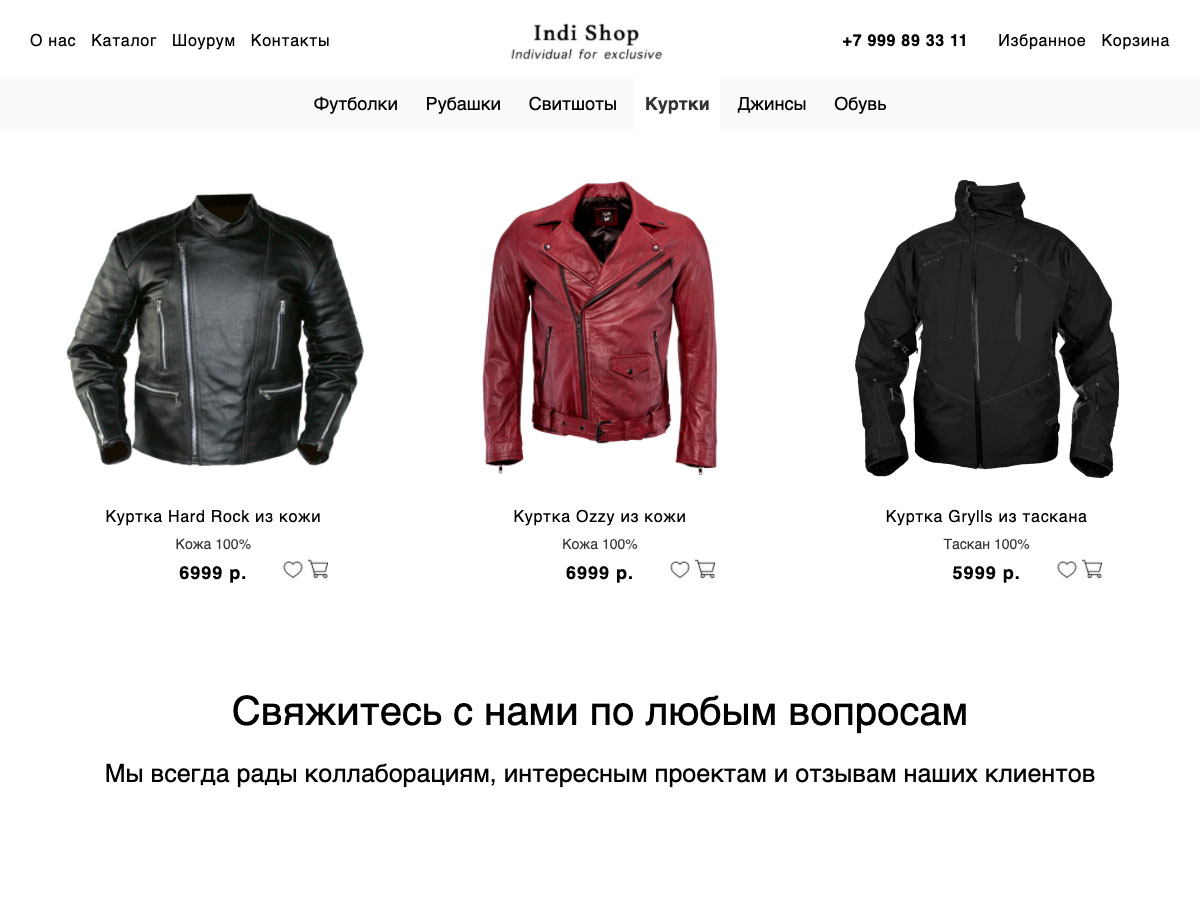 О нас Каталог Шоурум Контакты
Indi Shop
Individual for exclusive
+7 999 89 33 11 Избранное Корзина
Футболки Рубашки Свитшоты Куртки Джинсы Обувь
Куртка Hard Rock из кожи
Кожа 100%
6999 р.
Куртка Ozzy из кожи
Кожа 100%
6999 р.
Куртка Grylls из таскана
Таскан 100%
5999 р.
Свяжитесь с нами по любым вопросам
Мы всегда рады коллаборациям, интересным проектам и отзывам наших клиентов